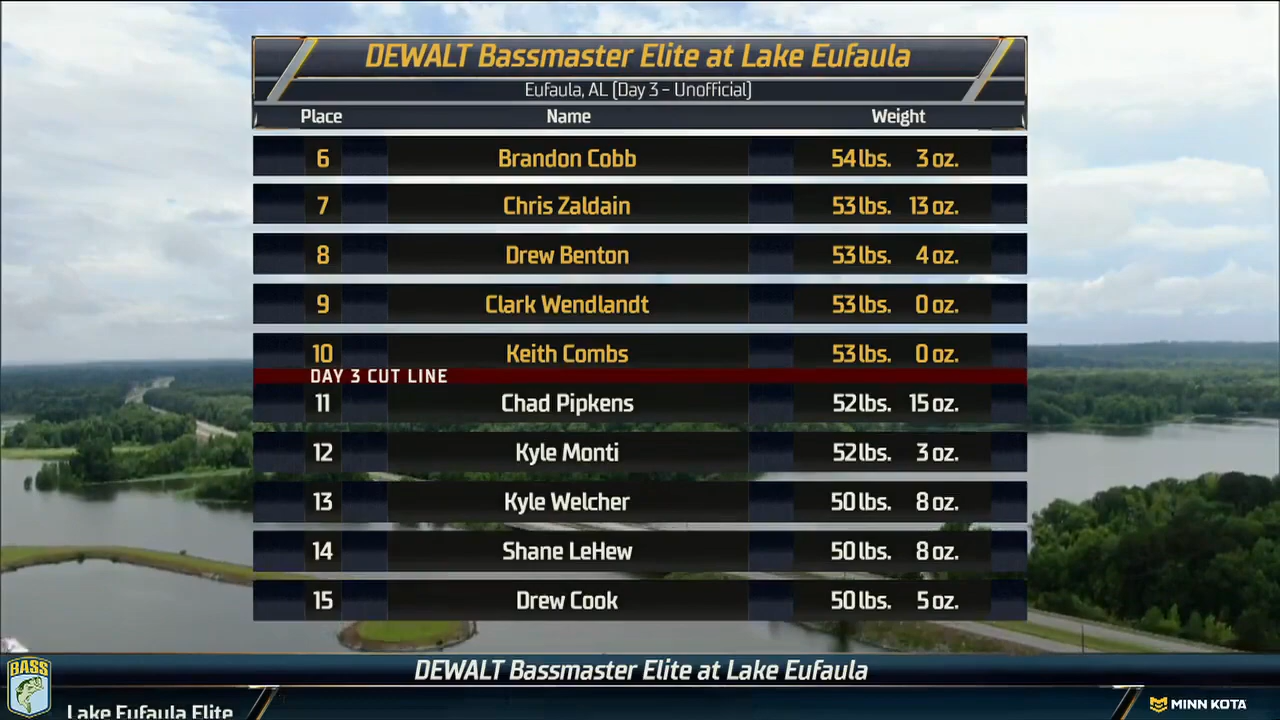 DEWALT Bassmaster Elite at Lake Eufaula
Eufaula, AL (Day 3 - Unofficial)
Place Name Weight
6 Brandon Cobb 54 lbs. 3 oz.
7 Chris Zaldain 53 lbs. 13 oz.
8 Drew Benton 53 lbs. 4 oz.
9 Clark Wendlandt 53 lbs. 0 oz.
10 Keith Combs 53 lbs. 0 oz.
DAY 3 CUT LINE
11 Chad Pipkens 52 lbs. 15 oz.
12 Kyle Monti 52 lbs. 3 oz.
13 Kyle Welcher 50 lbs. 8 oz.
14 Shane LeHew 50 lbs. 8 oz.
15 Drew Cook 50 lbs. 5 oz.
DEWALT Bassmaster Elite at Lake Eufaula
BASS
Lake Eufaula Elite
MINN KOTA